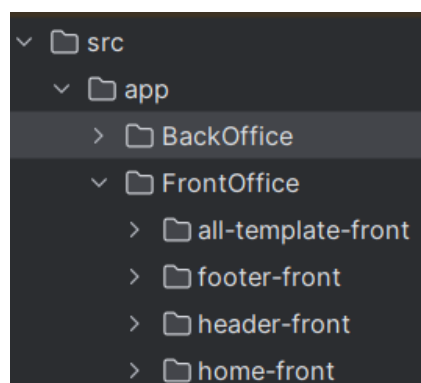 src
app
BackOffice
FrontOffice
all-template-front
footer-front
header-front
home-front